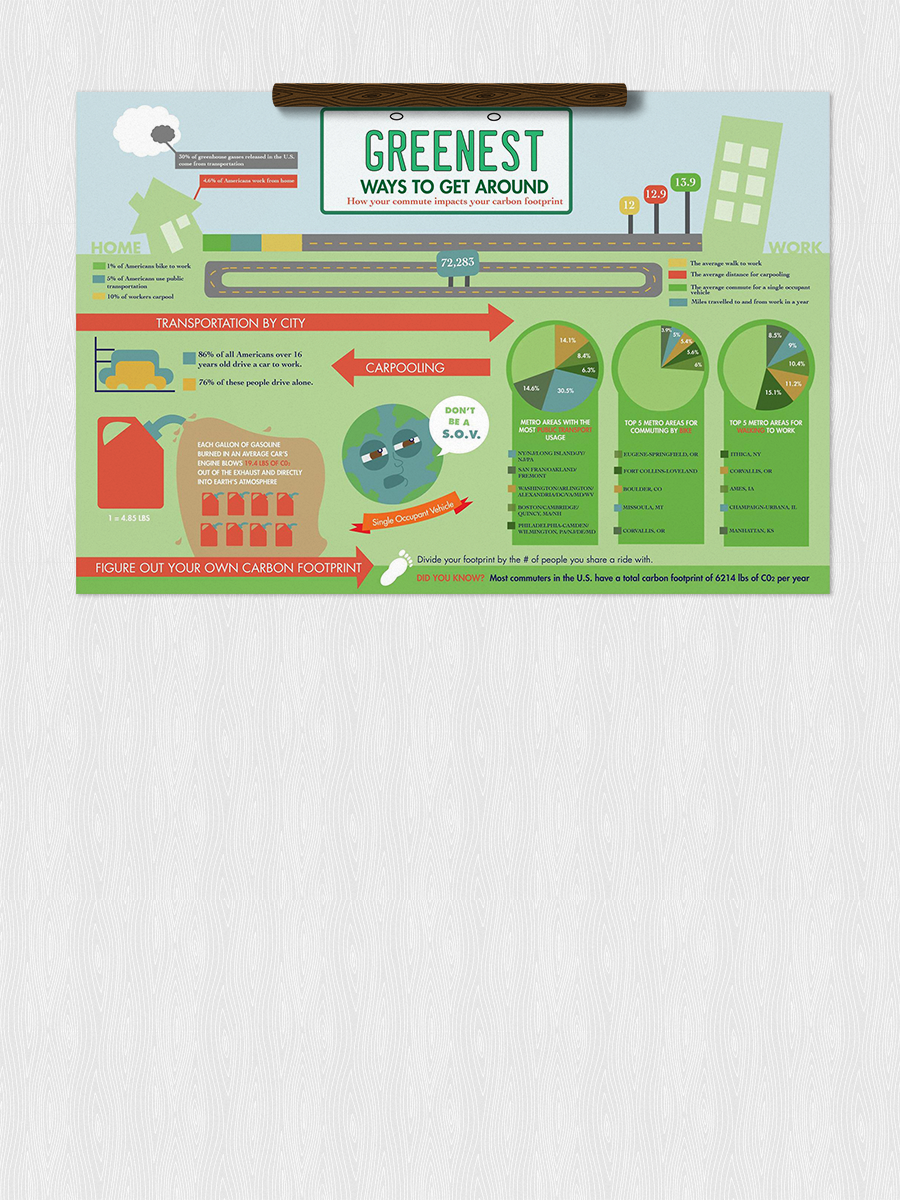 GREENEST
WAYS TO GET AROUND
How your commute impacts your carbon footprint
30% of greenhouse gasses released in the U.S.
come from transportation
4.6% of Americans work from home
12
12.9
13.9
HOME
WORK
1% of Americans bike to work
5% of Americans use public
transportation
10% of workers carpool
72,283
The average walk to work
The average distance for carpooling
The average commute for a single occupant
vehicle
Miles travelled to and from work in a year
TRANSPORTATION BY CITY
86% of all Americans over 16
years old drive a car to work.
76% of these people drive alone.
CARPOOLING
14.1%
8.4%
6.3%
30.5%
14.6%
3.9%
5%
5.4%
5.6%
6%
8.5%
9%
10.4%
11.2%
15.1%
EACH GALLON OF GASOLINE
BURNED IN AN AVERAGE CAR'S
ENGINE BLOWS 19.4 LBS OF CO2
OUT OF THE EXHAUST AND DIRECTLY
INTO EARTH'S ATMOSPHERE
1 = 4.85 LBS
DON'T
BE A
S.O.V.
Single Occupant Vehicle
METRO AREAS WITH THE
MOST PUBLIC TRANSPORT
USAGE
NY/NJ/LONG ISLAND/PI/
NJ/PA
SAN FRAN/OAKLAND/
FREMONT
WASHINGTON/ARLINGTON/
ALEXANDRIA/DC/VA/MD/WV
BOSTON/CAMBRIDGE/
QUINCY, MA/NH
PHILADELPHIA-CAMDEN/
WILMINGTON, PA/NJ/DE/MD
TOP 5 METRO AREAS FOR
COMMUTING BY BIKE
EUGENE-SPRINGFIELD, OR
FORT COLLINS-LOVELAND
BOULDER, CO
MISSOULA, MT
CORVALLIS, OR
TOP 5 METRO AREAS FOR
WALKING TO WORK
ITHICA, NY
CORVALLIS, OR
AMES, IA
CHAMPAIGN-URBANA, IL
MANHATTAN, KS
FIGURE OUT YOUR OWN CARBON FOOTPRINT
Divide your footprint by the # of people you share a ride with.
DID YOU KNOW? Most commuters in the U.S. have a total carbon footprint of 6214 lbs of CO2 per year